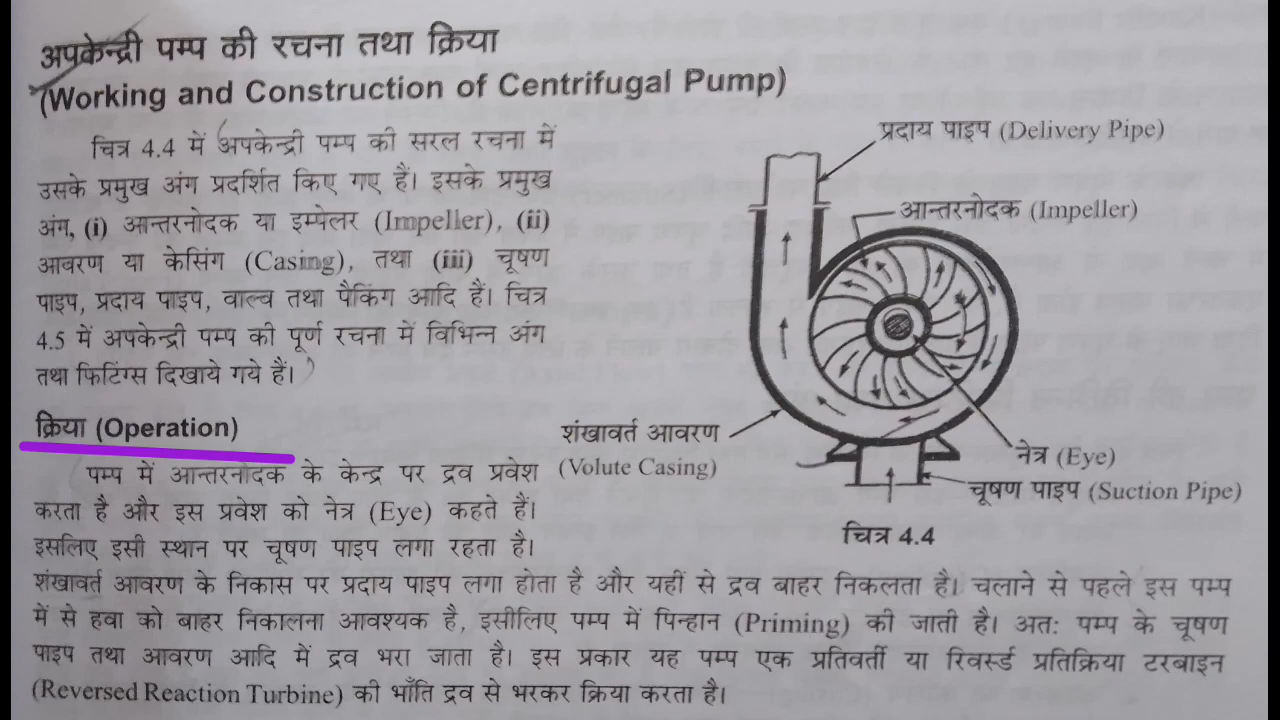 अपकेन्द्री पम्प की रचना तथा क्रिया
(Working and Construction of Centrifugal Pump)
चित्र 4.4 में अपकेन्द्री पम्प की सरल रचना में
उसके प्रमुख अंग प्रदर्शित किए गए हैं। इसके प्रमुख
अंग, (i) आन्तरनोदक या इम्पेलर (Impeller), (ii)
आवरण या केसिंग (Casing), तथा (iii) चूषण
पाइप, प्रदाय पाइप, वाल्व तथा पैकिंग आदि हैं। चित्र
4.5 में अपकेन्द्री पम्प की पूर्ण रचना में विभिन्न अंग
तथा फिटिंग्स दिखाये गये हैं।
प्रदाय पाइप (Delivery Pipe)
आन्तरनोदक (Impeller)
शंखावर्त आवरण
(Volute Casing)
नेत्र (Eye)
चूषण पाइप (Suction Pipe)
चित्र 4.4
क्रिया (Operation)
पम्प में आन्तरनोदक के केन्द्र पर द्रव प्रवेश
करता है और इस प्रवेश को नेत्र (Eye) कहते हैं।
इसलिए इसी स्थान पर चूषण पाइप लगा रहता है।
शंखावर्त आवरण के निकास पर प्रदाय पाइप लगा होता है और यहीं से द्रव बाहर निकलता है। चलाने से पहले इस पम्प
में से हवा को बाहर निकालना आवश्यक है, इसीलिए पम्प में पिन्हान (Priming) की जाती है। अत: पम्प के चूषण
पाइप तथा आवरण आदि में द्रव भरा जाता है। इस प्रकार यह पम्प एक प्रतिवर्ती या रिवर्स्ड प्रतिक्रिया टरबाइन
(Reversed Reaction Turbine) की भाँति द्रव से भरकर क्रिया करता है।